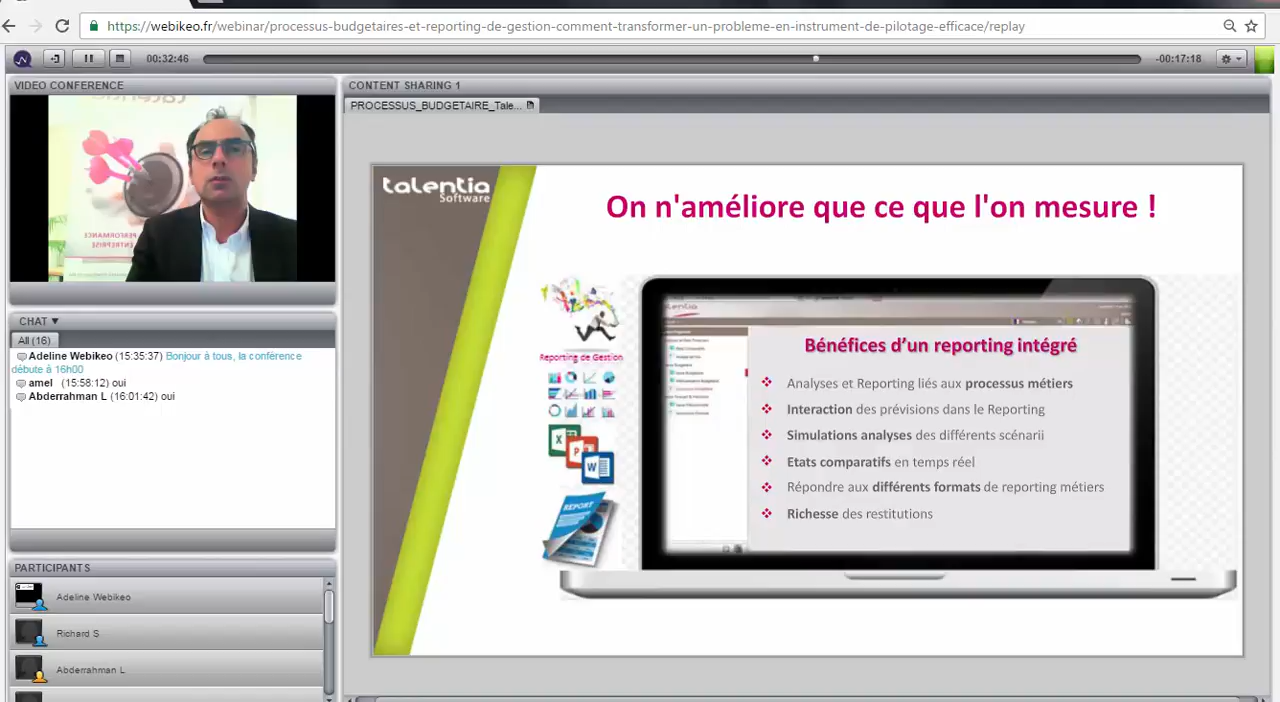 https://webikeo.fr/webinar/processus-budgetaires-et-reporting-de-gestion-comment-transformer-un-probleme-en-instrument-de-pilotage-efficace/replay
00:32:46
-00:17:18
VIDEO CONFERENCE
CHAT
All (16)
Adeline Webikeo (15:35:37) Bonjour à tous, la conférence
débute à 16h00
amel (15:58:12) oui
Abderrahman L (16:01:42) oui
PARTICIPANTS
Adeline Webikeo
Richard S
Abderrahman L
CONTENT SHARING 1
PROCESSUS_BUDGETAIRE_Tale...
talentia
Software
On n'améliore que ce que l'on mesure !
Reporting de Gestion
X
P
W
REPORT
Bénéfices d’un reporting intégré
Analyses et Reporting liés aux processus métiers
Interaction des prévisions dans le Reporting
Simulations analyses des différents scénarii
Etats comparatifs en temps réel
Répondre aux différents formats de reporting métiers
Richesse des restitutions